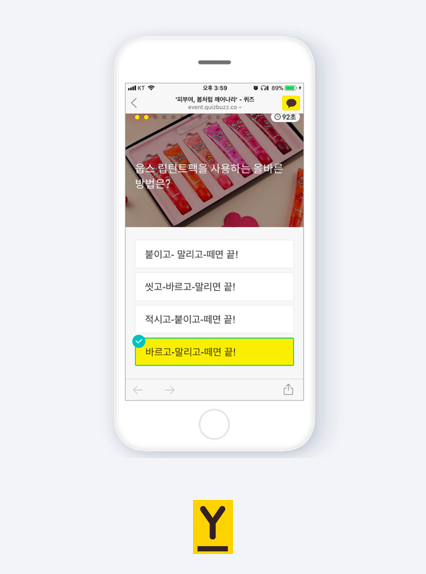 KT
오후 3:59
89%
'피부여, 봄처럼 깨어나라' - 퀴즈
event.quizbuzz.co
92초
웁스 립틴트팩을 사용하는 올바른
방법은?
붙이고- 말리고-떼면 끝!
씻고-바르고-말리면 끝!
적시고-붙이고-떼면 끝!
바르고-말리고-떼면 끝!
Y